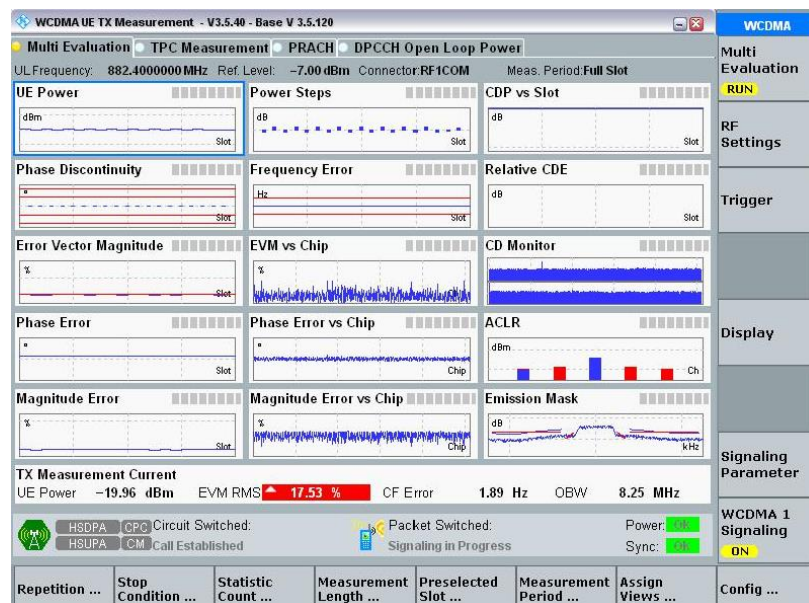 WCDMA UE TX Measurement - V3.5.40 - Base V 3.5.120
WCDMA
Multi Evaluation TPC Measurement PRACH DPCCH Open Loop Power
Multi
Evaluation
RUN
UL Frequency: 882.4000000 MHz Ref. Level: -7.00 dBm Connector: RF1COM Meas. Period: Full Slot
UE Power
dBm
Slot
Power Steps
dB
Slot
CDP vs Slot
dB
Slot
RF
Settings
Phase Discontinuity
°
Slot
Frequency Error
Hz
Slot
Relative CDE
dB
Slot
Trigger
Error Vector Magnitude
%
Slot
EVM vs Chip
%
CD Monitor
Phase Error
°
Slot
Phase Error vs Chip
°
Chip
ACLR
dBm
Ch
Display
Magnitude Error
%
Slot
Magnitude Error vs Chip
%
Chip
Emission Mask
dB
kHz
Signaling
Parameter
TX Measurement Current
UE Power -19.96 dBm EVM RMS 17.53 % CF Error 1.89 Hz OBW 8.25 MHz
HSDPA CPC Circuit Switched: Packet Switched: Power: OK
HSUPA CM Call Established Signaling in Progress Sync: OK
WCDMA 1
Signaling
ON
Repetition ...
Stop
Condition ...
Statistic
Count ...
Measurement
Length ...
Preselected
Slot ...
Measurement
Period ...
Assign
Views ...
Config ...